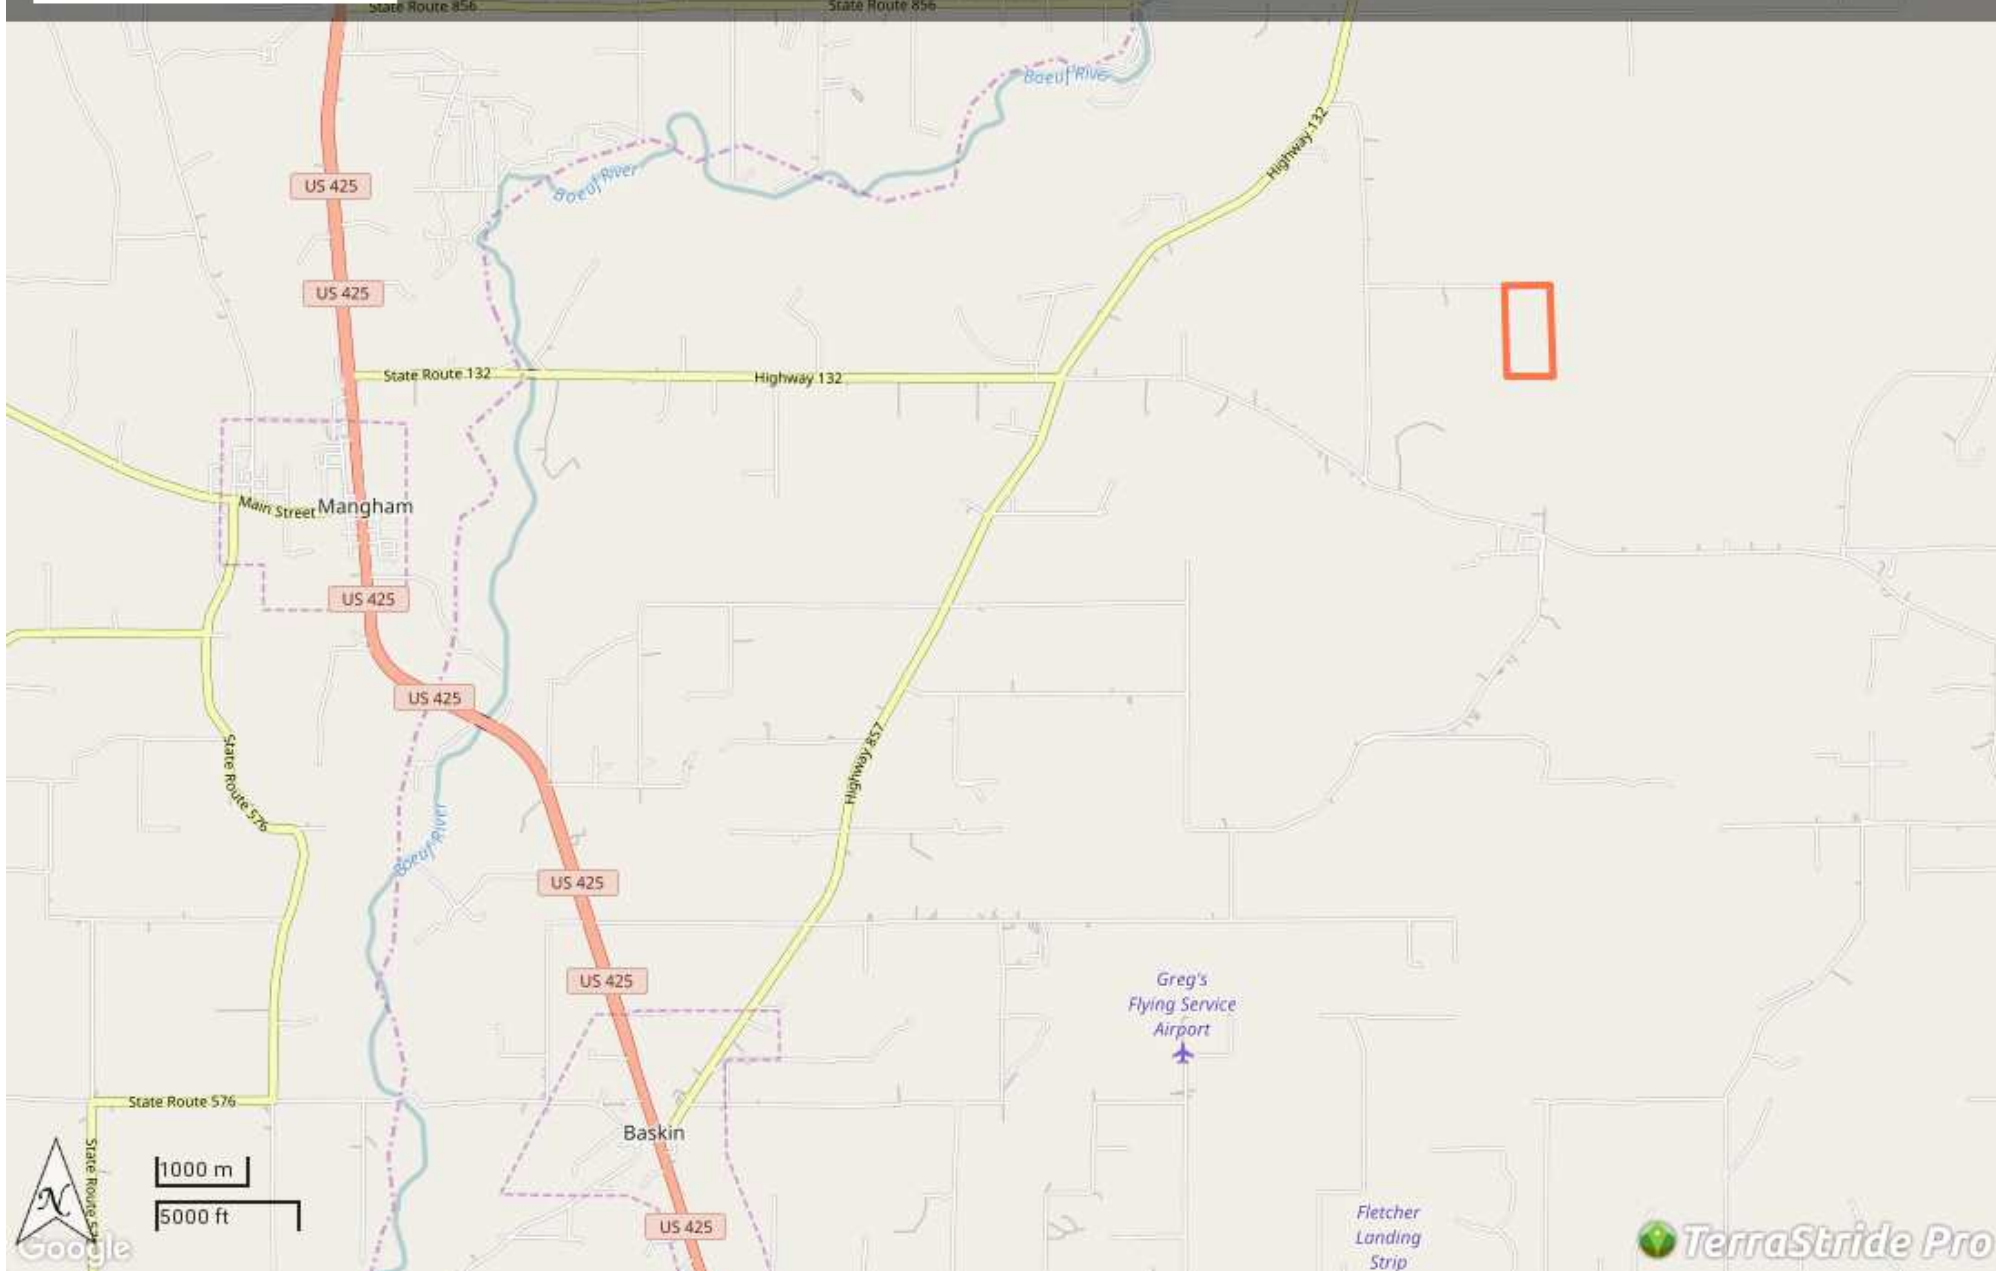 State Route 856
State Route 856
Boeuf River
Highway 132
US 425
Boeuf River
US 425
State Route 132
Highway 132
Main Street
Mangham
US 425
US 425
Highway 857
State Route 576
Boeuf River
US 425
US 425
Greg's
Flying Service
Airport
State Route 576
Baskin
State Route 57
1000 m
5000 ft
N
US 425
Fletcher
Landing
Strip
Google
TerraStride Pro